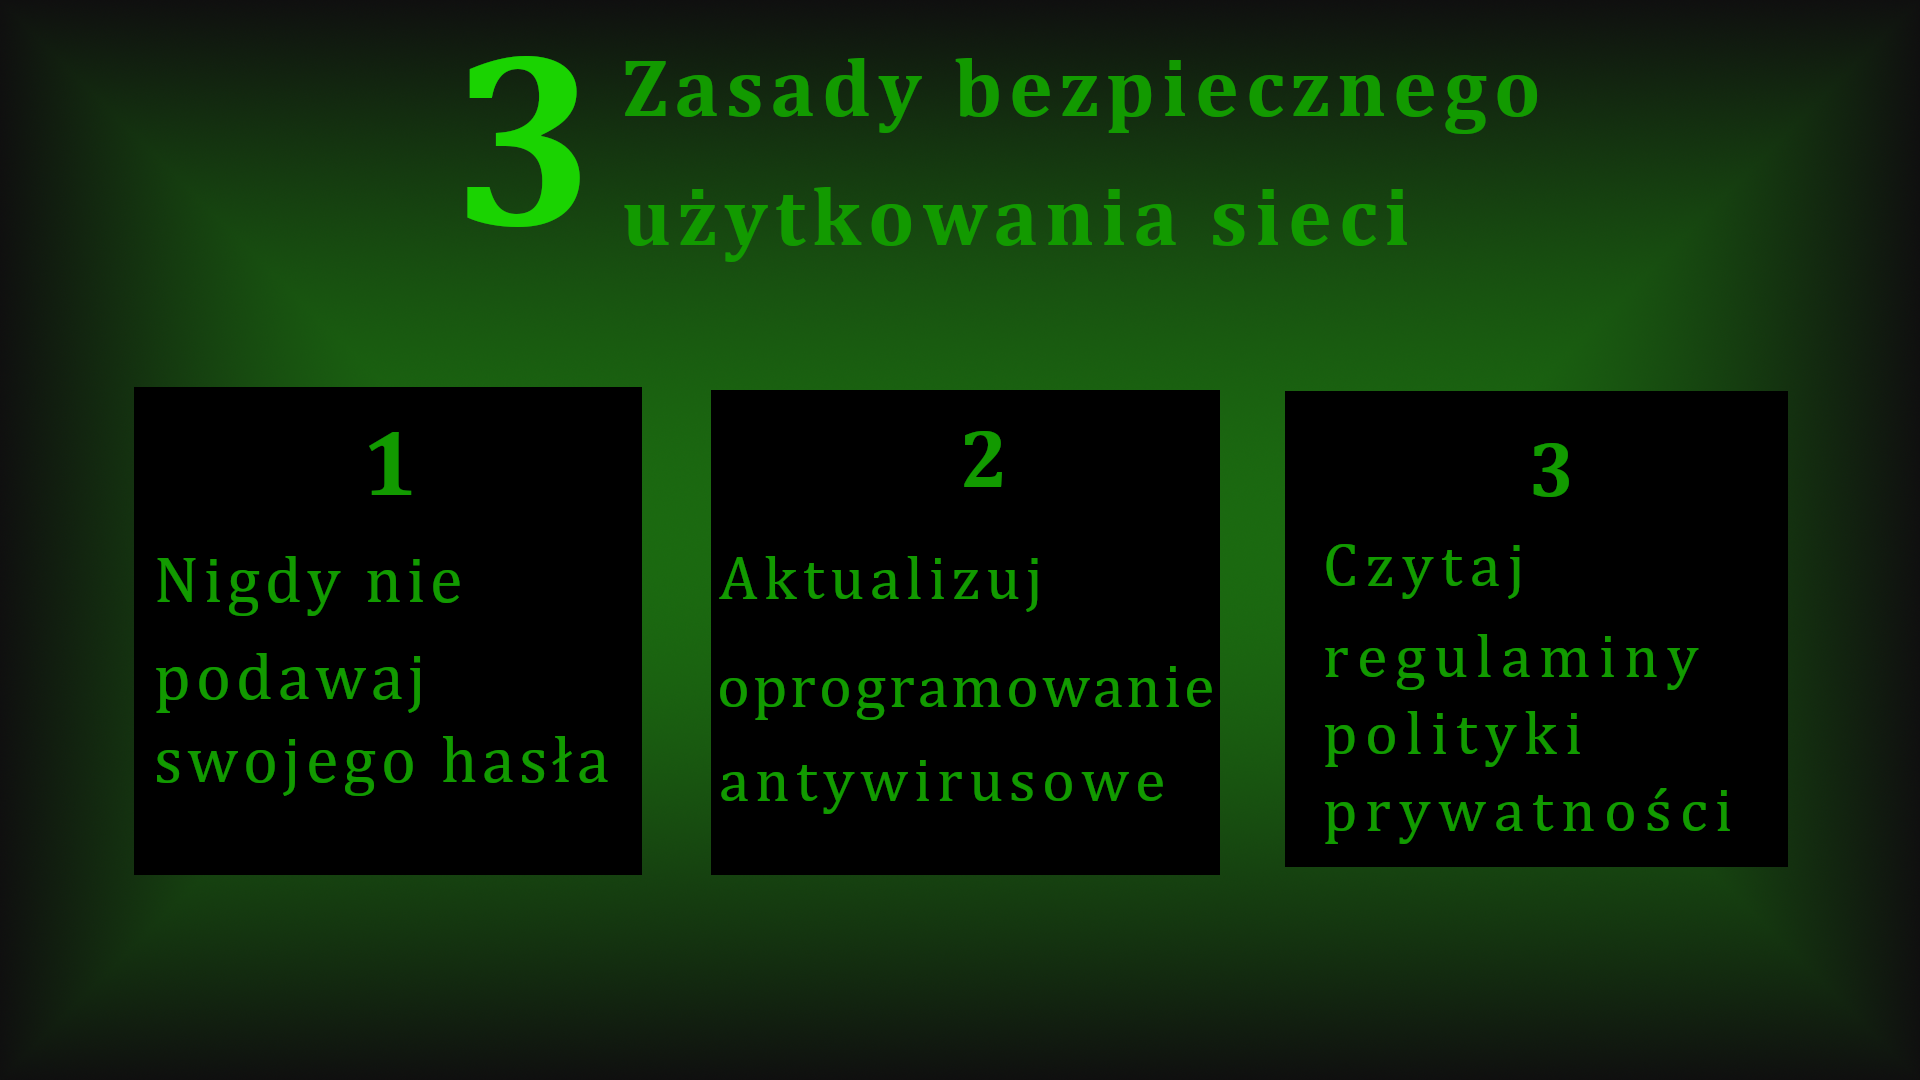 3 Zasady bezpiecznego
użytkowania sieci
1
Nigdy nie
podawaj
swojego hasła
2
Aktualizuj
oprogramowanie
antywirusowe
3
Czytaj
regulaminy
polityki
prywatności